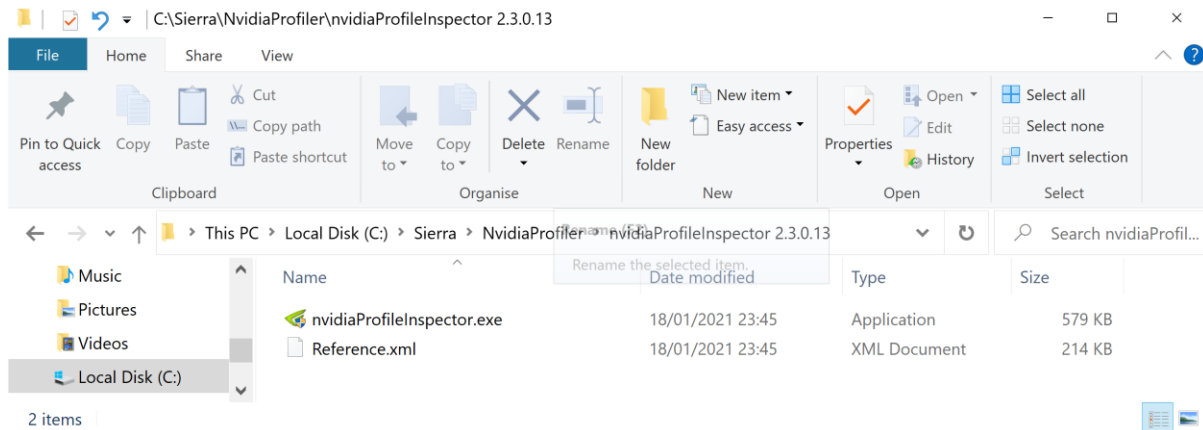 C:\Sierra\NvidiaProfiler\nvidiaProfileInspector 2.3.0.13
File Home Share View
Pin to Quick access
Copy
Paste
Cut
Copy path
Paste shortcut
Clipboard
Move to
Copy to
Delete
Rename
Organise
New folder
New item
Easy access
New
Properties
Open
Edit
History
Open
Select all
Select none
Invert selection
Select
This PC > Local Disk (C:) > Sierra > NvidiaProfiler > nvidiaProfileInspector 2.3.0.13
Search nvidiaProfil...
Rename (F2)
Rename the selected item.
Music
Pictures
Videos
Local Disk (C:)
Name Date modified Type Size
nvidiaProfileInspector.exe 18/01/2021 23:45 Application 579 KB
Reference.xml 18/01/2021 23:45 XML Document 214 KB
2 items